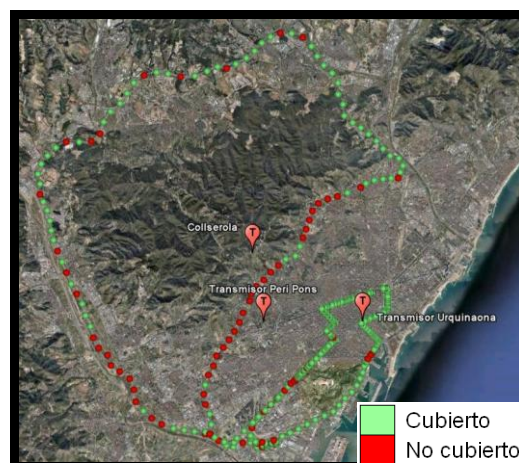 Collserola
T
Transmisor Peri Pons
T
T
Transmisor Urquinaona
Cubierto
No cubierto